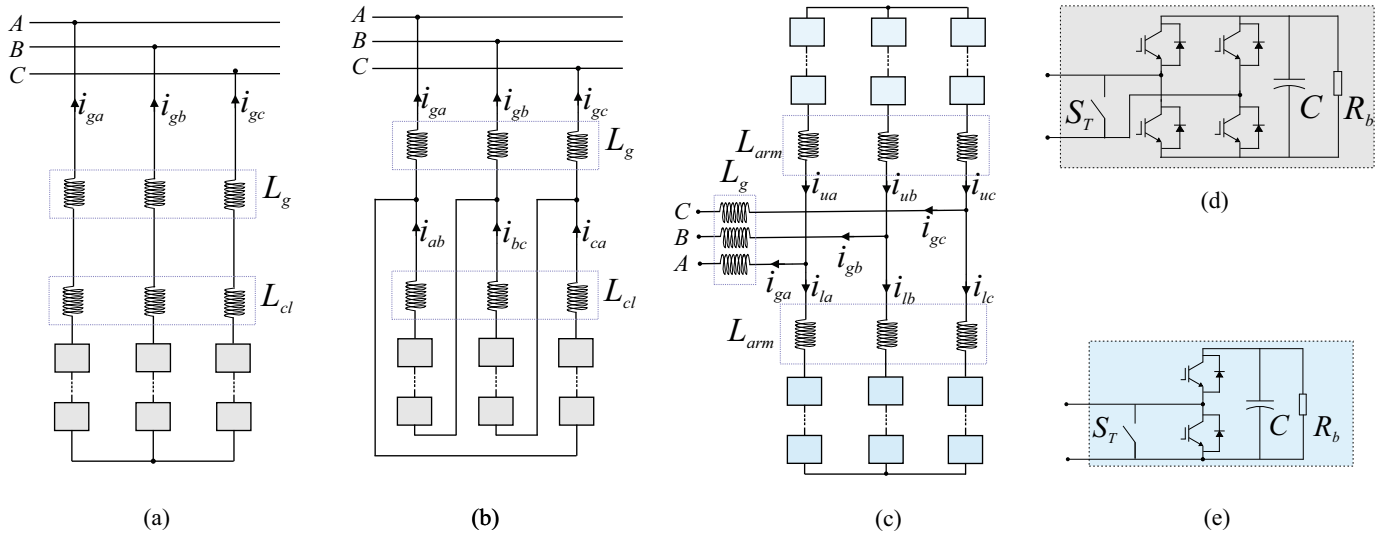 A
B
C
i_ga
i_gb
i_gc
L_g
L_cl
(a)
A
B
C
i_ga
i_gb
i_gc
L_g
i_ab
i_bc
i_ca
L_cl
(b)
L_arm
L_g
i_ua
i_ub
i_uc
C
B
A
i_gc
i_gb
i_ga
i_la
i_lb
i_lc
L_arm
(c)
S_T
C
R_b
(d)
S_T
C
R_b
(e)